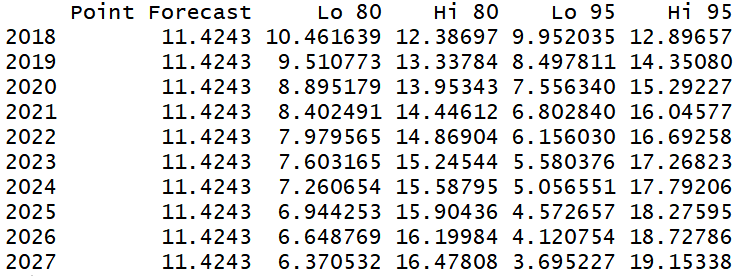 Point Forecast Lo 80 Hi 80 Lo 95 Hi 95
2018 11.4243 10.461639 12.38697 9.952035 12.89657
2019 11.4243 9.510773 13.33784 8.497811 14.35080
2020 11.4243 8.895179 13.95343 7.556340 15.29227
2021 11.4243 8.402491 14.44612 6.802840 16.04577
2022 11.4243 7.979565 14.86904 6.156030 16.69258
2023 11.4243 7.603165 15.24544 5.580376 17.26823
2024 11.4243 7.260654 15.58795 5.056551 17.79206
2025 11.4243 6.944253 15.90436 4.572657 18.27595
2026 11.4243 6.648769 16.19984 4.120754 18.72786
2027 11.4243 6.370532 16.47808 3.695227 19.15338